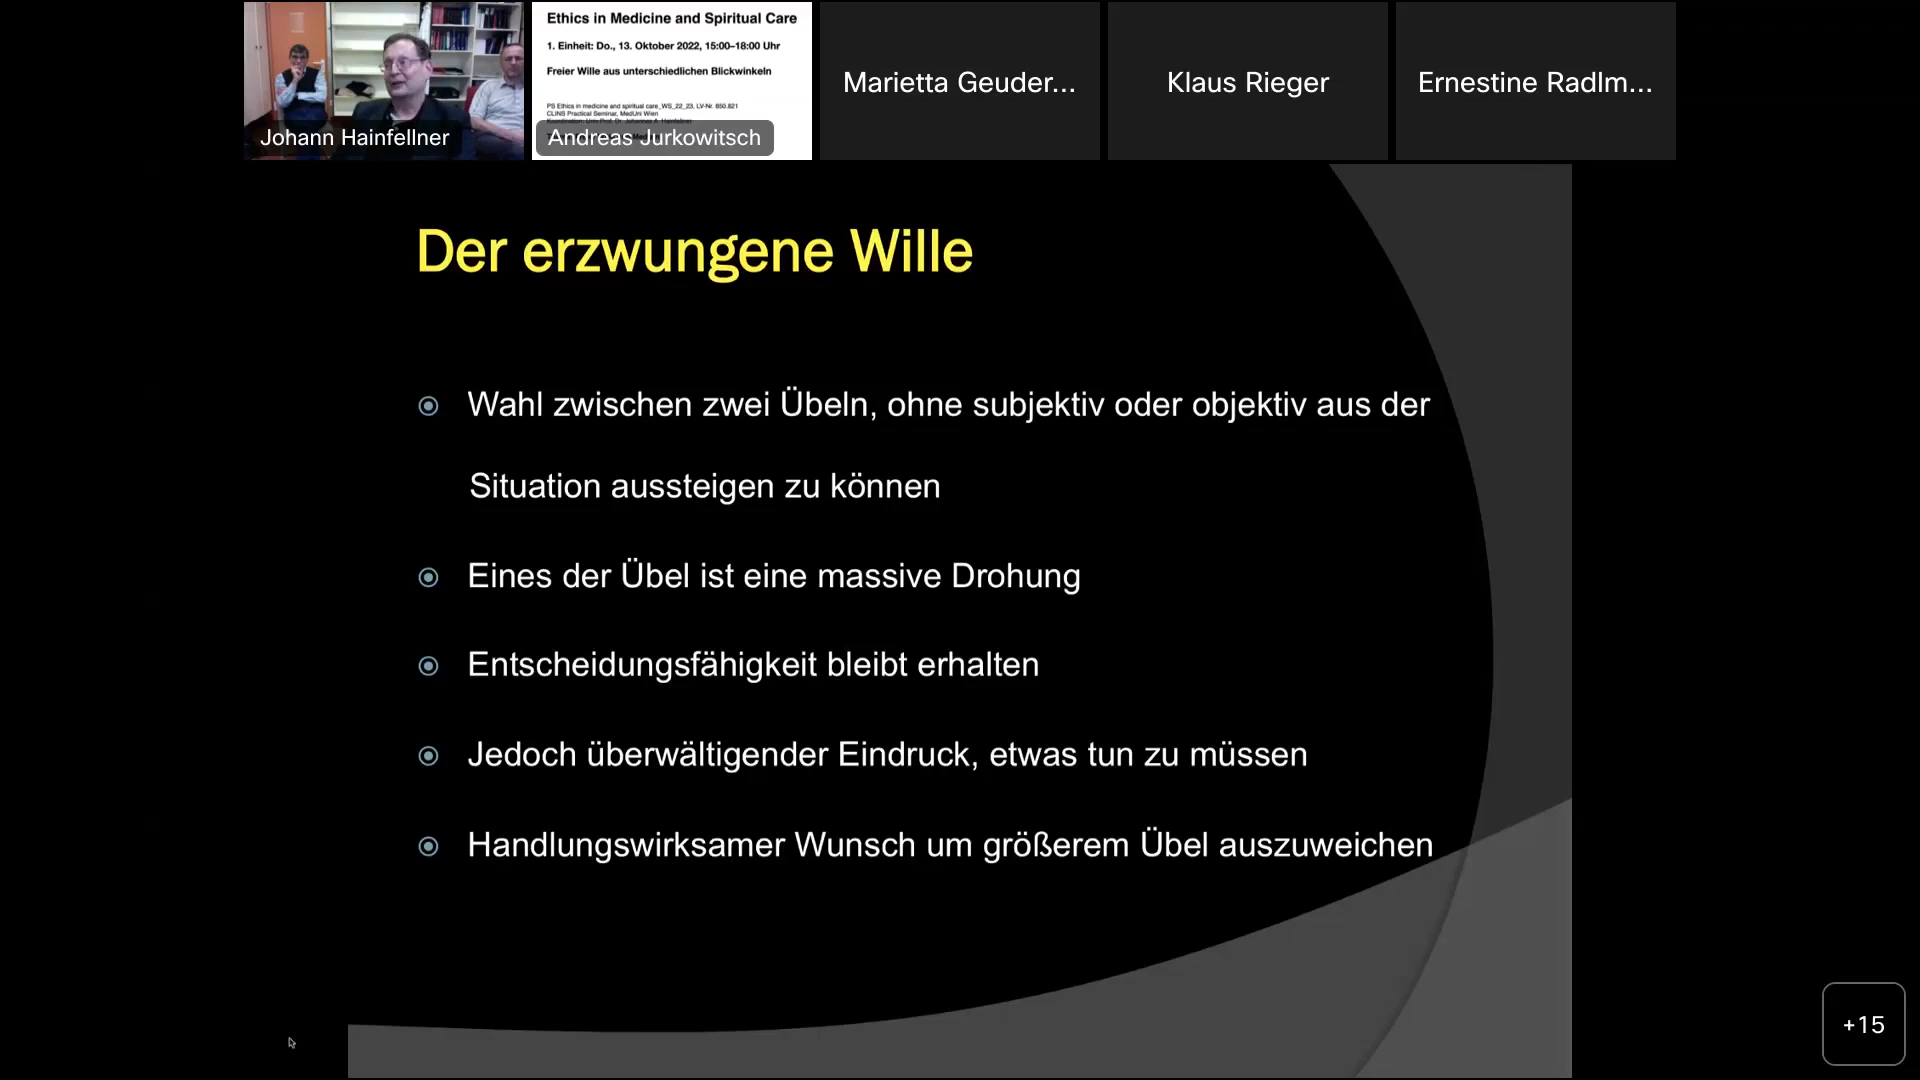 Johann Hainfellner
Ethics in Medicine and Spiritual Care
1. Einheit: Do., 13. Oktober 2022, 15:00–18:00 Uhr
Freier Wille aus unterschiedlichen Blickwinkeln
PS Ethics in medicine and spiritual care_WS_22_23, LV-Nr. 850.821
CLINS Practical Seminar, MedUni Wien
Andreas Jurkowitsch
Marietta Geuder...
Klaus Rieger
Ernestine Radlm...
Der erzwungene Wille
Wahl zwischen zwei Übeln, ohne subjektiv oder objektiv aus der
Situation aussteigen zu können
Eines der Übel ist eine massive Drohung
Entscheidungsfähigkeit bleibt erhalten
Jedoch überwältigender Eindruck, etwas tun zu müssen
Handlungswirksamer Wunsch um größerem Übel auszuweichen
+15